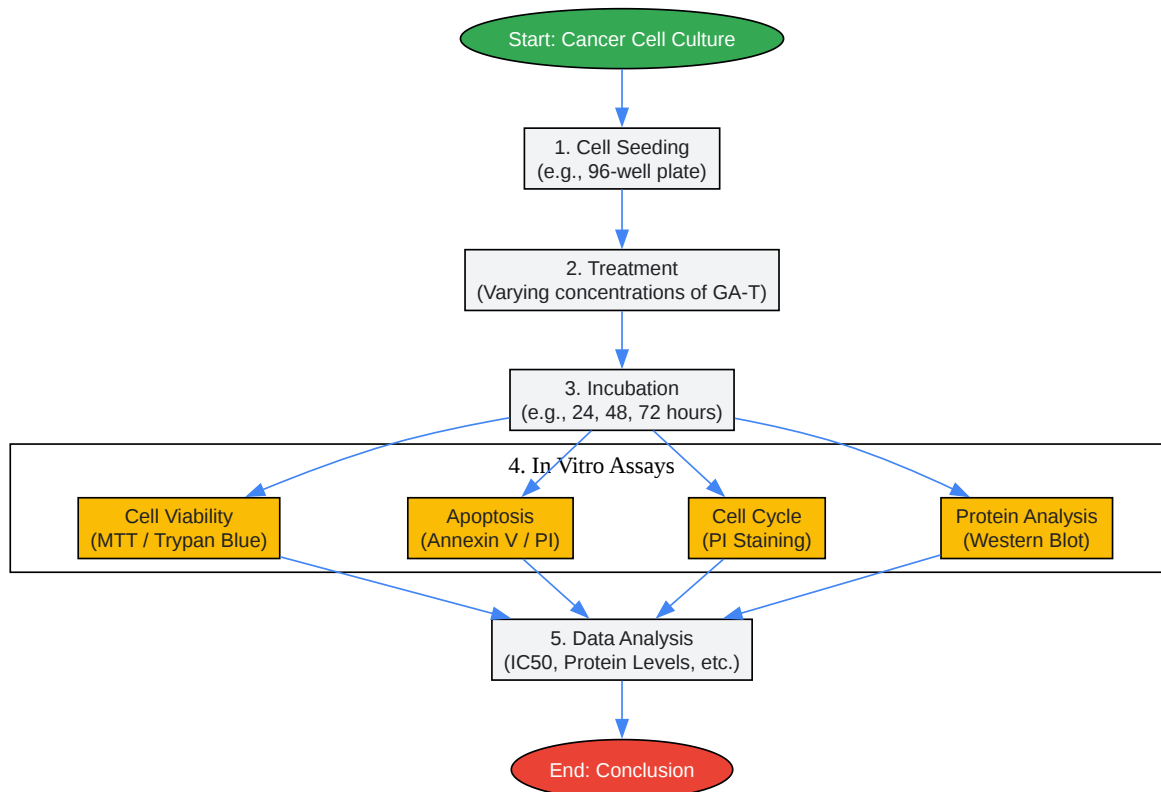 Start: Cancer Cell Culture
1. Cell Seeding
(e.g., 96-well plate)
2. Treatment
(Varying concentrations of GA-T)
3. Incubation
(e.g., 24, 48, 72 hours)
4. In Vitro Assays
Cell Viability
(MTT / Trypan Blue)
Apoptosis
(Annexin V / PI)
Cell Cycle
(PI Staining)
Protein Analysis
(Western Blot)
5. Data Analysis
(IC50, Protein Levels, etc.)
End: Conclusion